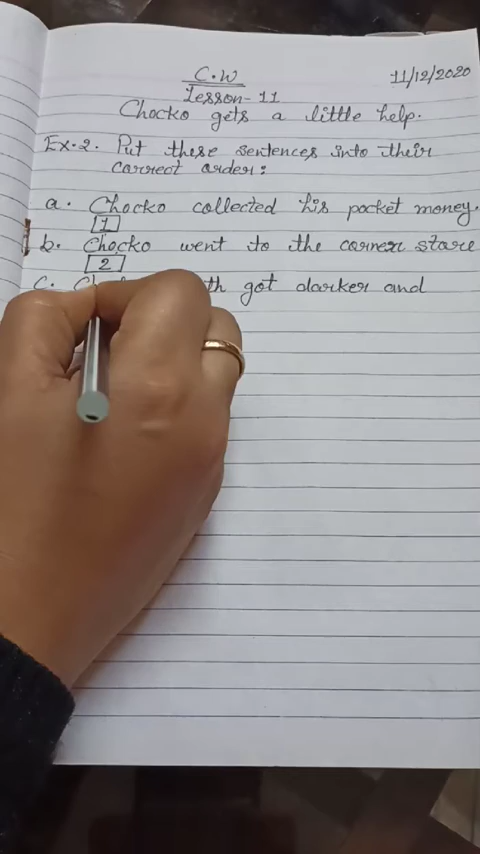 C.W 11/12/2020
Lesson-11
Chocko gets a little help.
Ex-2. Put these sentences into their
correct order:
a. Chocko collected his pocket money.
1
b. Chocko went to the corner store
2
c. got darker and